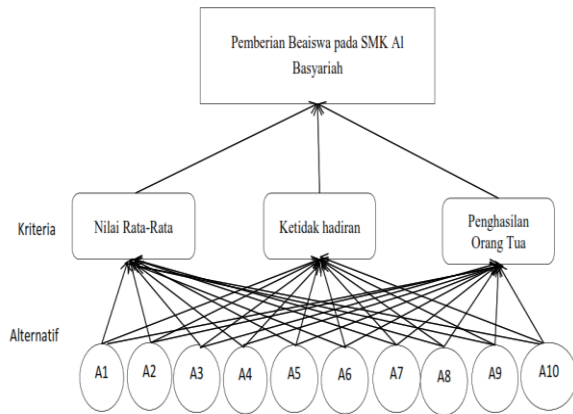 Pemberian Beaiswa pada SMK Al
Basyariah
Kriteria
Nilai Rata-Rata
Ketidak hadiran
Penghasilan
Orang Tua
Alternatif
A1 A2 A3 A4 A5 A6 A7 A8 A9 A10